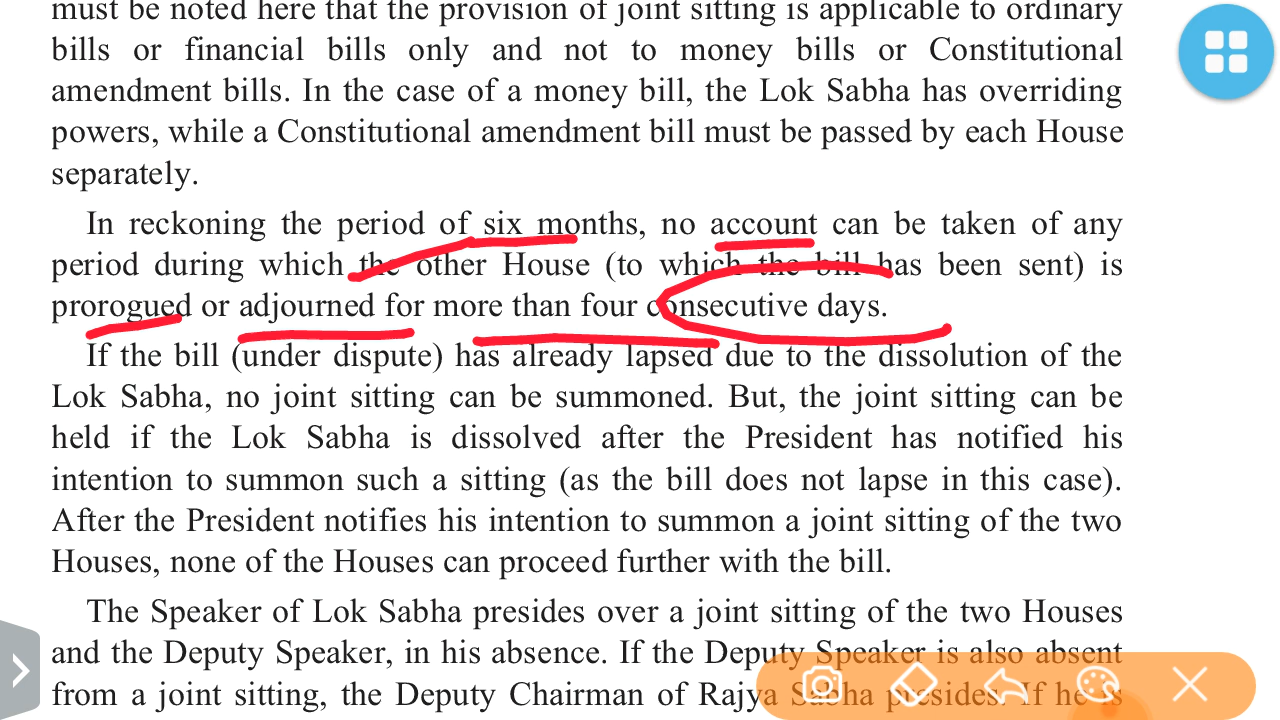 must be noted here that the provision of joint sitting is applicable to ordinary
bills or financial bills only and not to money bills or Constitutional
amendment bills. In the case of a money bill, the Lok Sabha has overriding
powers, while a Constitutional amendment bill must be passed by each House
separately.
In reckoning the period of six months, no account can be taken of any
period during which the other House (to which the bill has been sent) is
prorogued or adjourned for more than four consecutive days.
If the bill (under dispute) has already lapsed due to the dissolution of the
Lok Sabha, no joint sitting can be summoned. But, the joint sitting can be
held if the Lok Sabha is dissolved after the President has notified his
intention to summon such a sitting (as the bill does not lapse in this case).
After the President notifies his intention to summon a joint sitting of the two
Houses, none of the Houses can proceed further with the bill.
The Speaker of Lok Sabha presides over a joint sitting of the two Houses
and the Deputy Speaker, in his absence. If the Deputy Speaker is also absent
from a joint sitting, the Deputy Chairman of Rajya Sabha presides. If he is